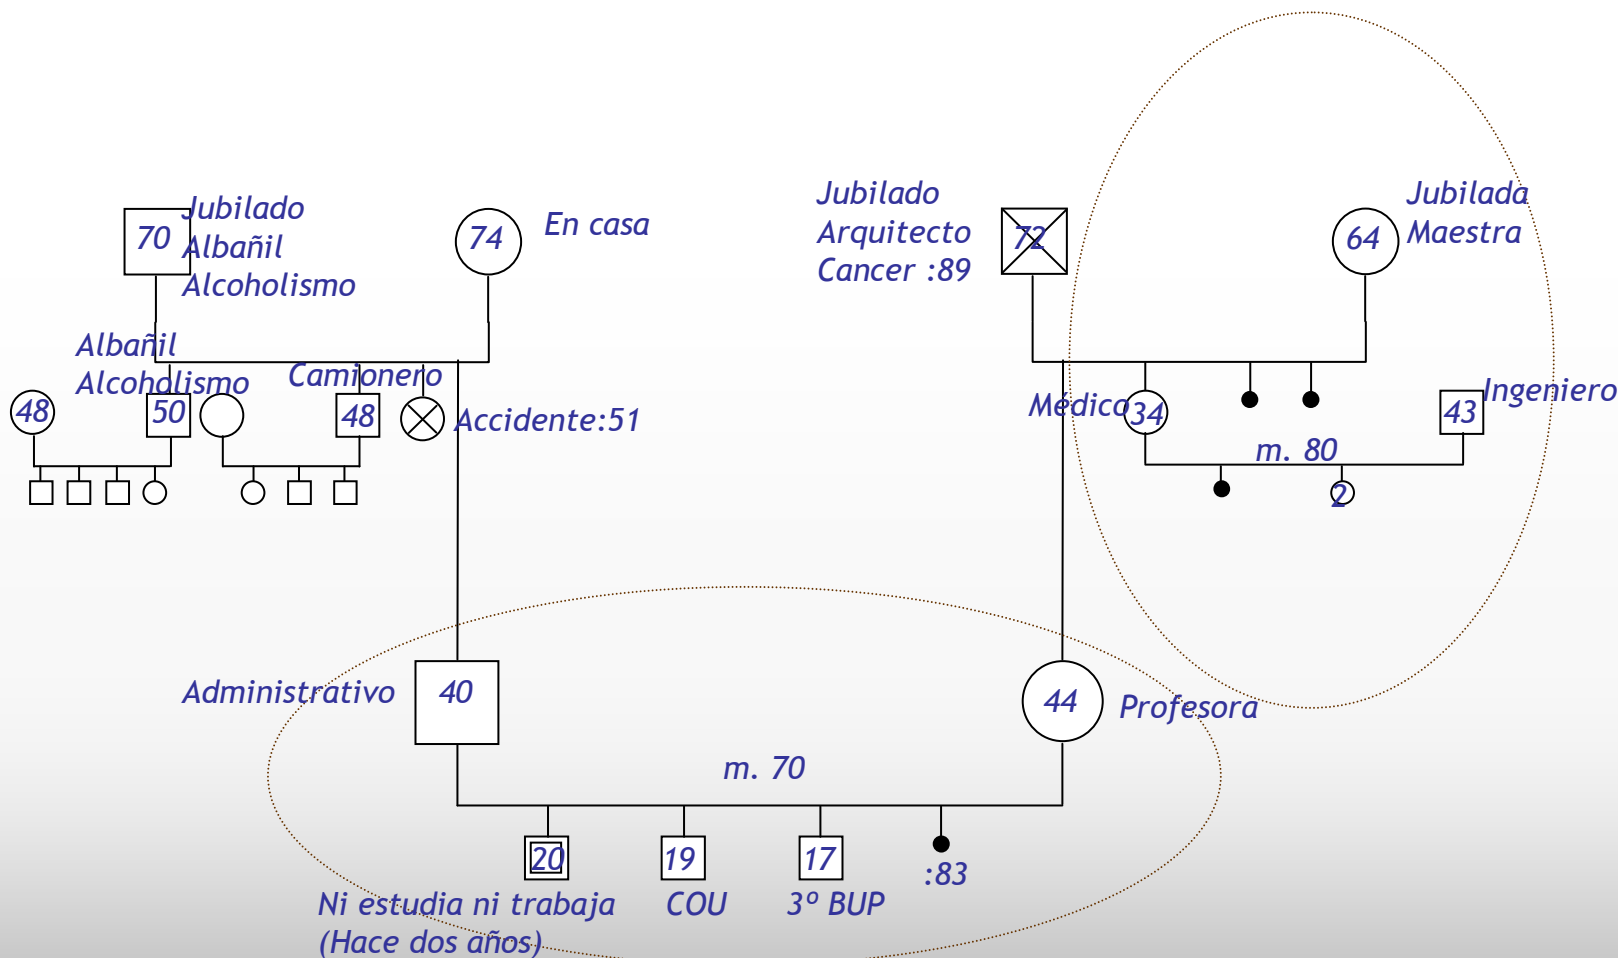 70
Jubilado
Albañil
Alcoholismo
74
En casa
Jubilado
Arquitecto
Cancer :89
72
64
Jubilada
Maestra
Albañil
Alcoholismo
48
50
Camionero
48
Accidente:51
Médico
34
43
Ingeniero
m. 80
2
Administrativo
40
44
Profesora
m. 70
20
19
17
:83
Ni estudia ni trabaja
(Hace dos años)
COU
3º BUP